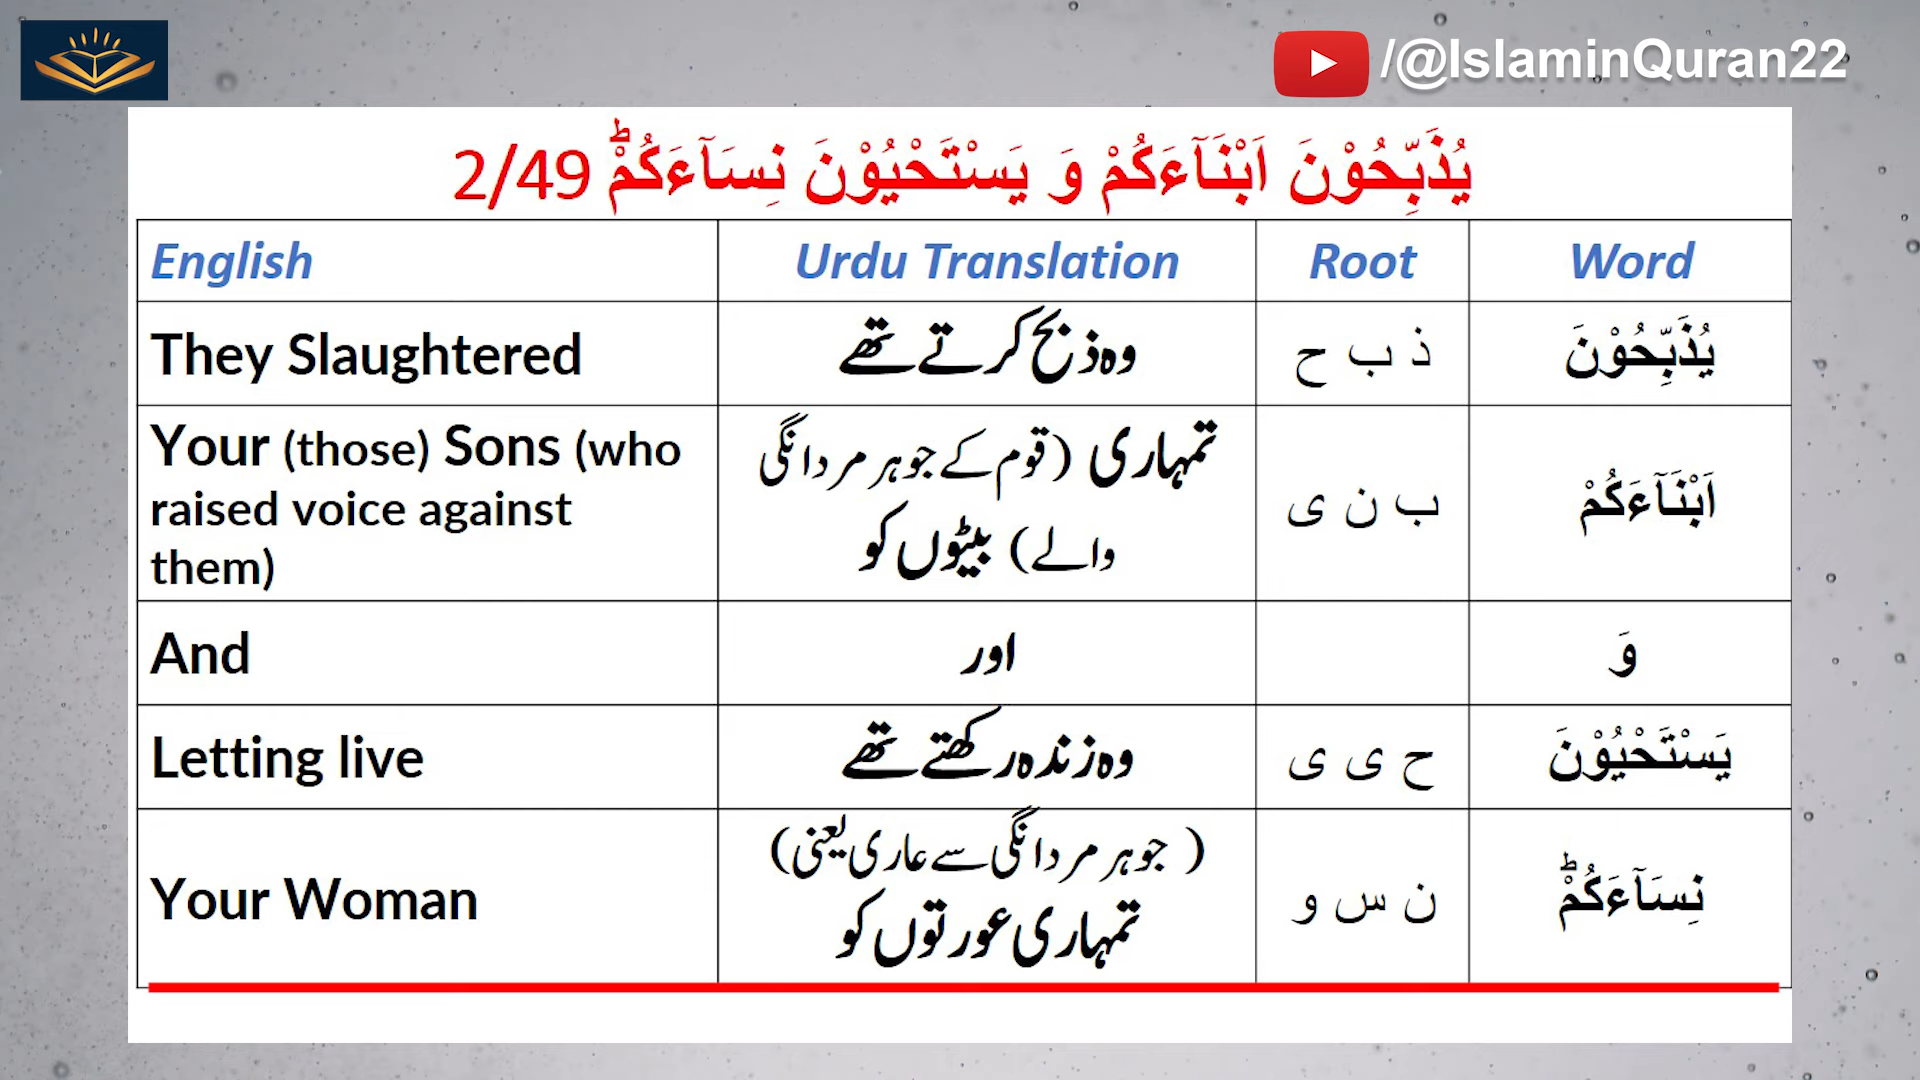 /@IslaminQuran22
یُذَبِّحُوْنَ اَبْنَآءَكُمْ وَ یَسْتَحْیُوْنَ نِسَآءَكُمْؕ 2/49
English Urdu Translation Root Word
They Slaughtered وہ ذبح کرتے تھے ذ ب ح یُذَبِّحُوْنَ
Your (those) Sons (who
raised voice against
them)
تمہاری (قوم کے جوہر مردانگی
والے) بیٹوں کو
ب ن ی اَبْنَآءَكُمْ
And اور وَ
Letting live وہ زندہ رکھتے تھے ح ی ی یَسْتَحْیُوْنَ
Your Woman
(جوہر مردانگی سے عاری یعنی)
تمہاری عورتوں کو
ن س و نِسَآءَكُمْؕ